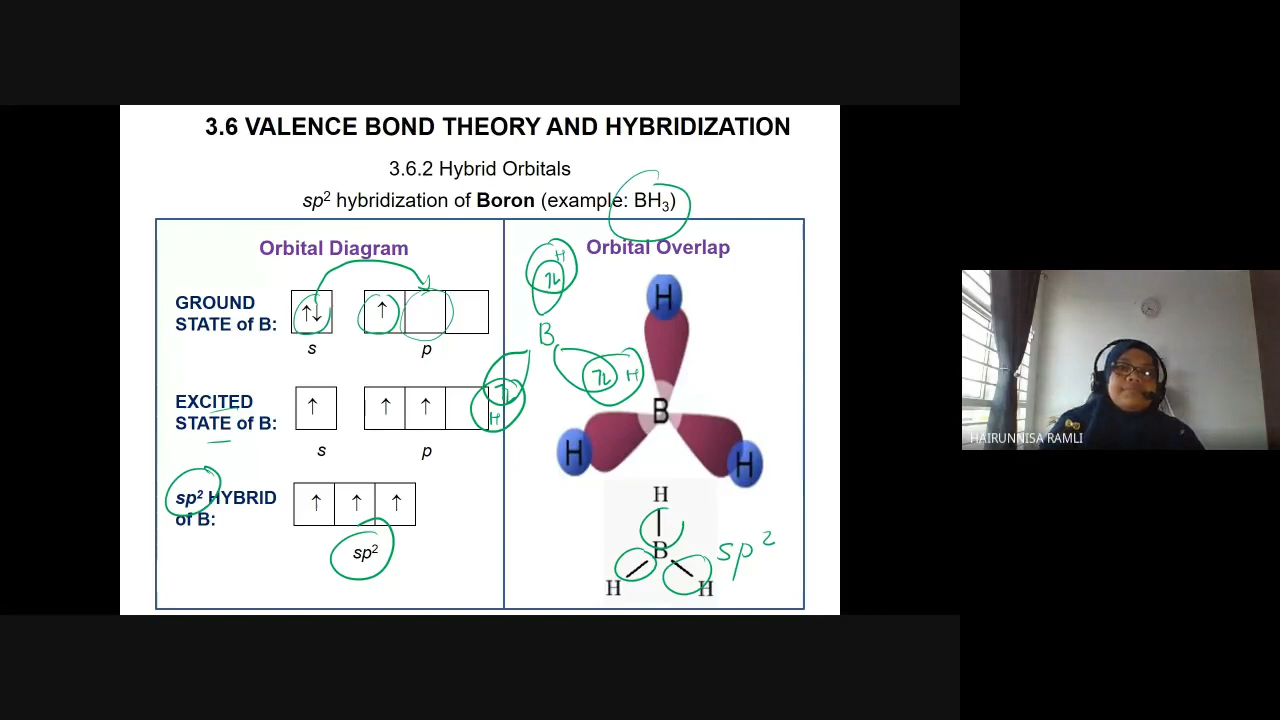 3.6 VALENCE BOND THEORY AND HYBRIDIZATION
3.6.2 Hybrid Orbitals
sp² hybridization of Boron (example: BH₃)
Orbital Diagram
GROUND
STATE of B:
↑↓ ↑
s p
EXCITED
STATE of B:
↑ ↑ ↑
s p
sp² HYBRID
of B:
↑ ↑ ↑
sp²
Orbital Overlap
H
B
H
H
H
B
H
H
H
B
H
H
sp²
HAIRUNNISA RAMLI